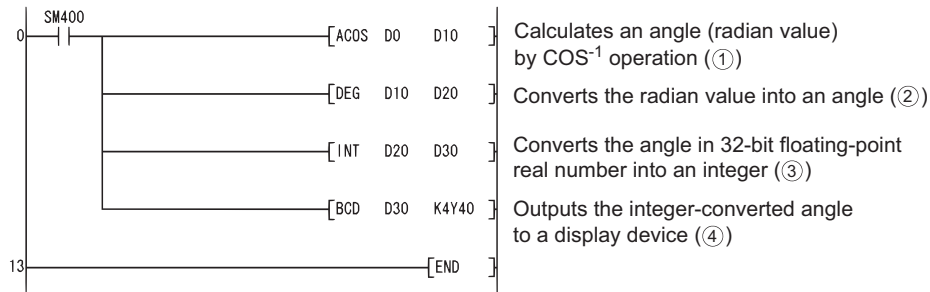 SM400
0 ACOS D0 D10 Calculates an angle (radian value)
by COS-1 operation (①)
DEG D10 D20 Converts the radian value into an angle (②)
INT D20 D30 Converts the angle in 32-bit floating-point
real number into an integer (③)
BCD D30 K4Y40 Outputs the integer-converted angle
to a display device (④)
13 END